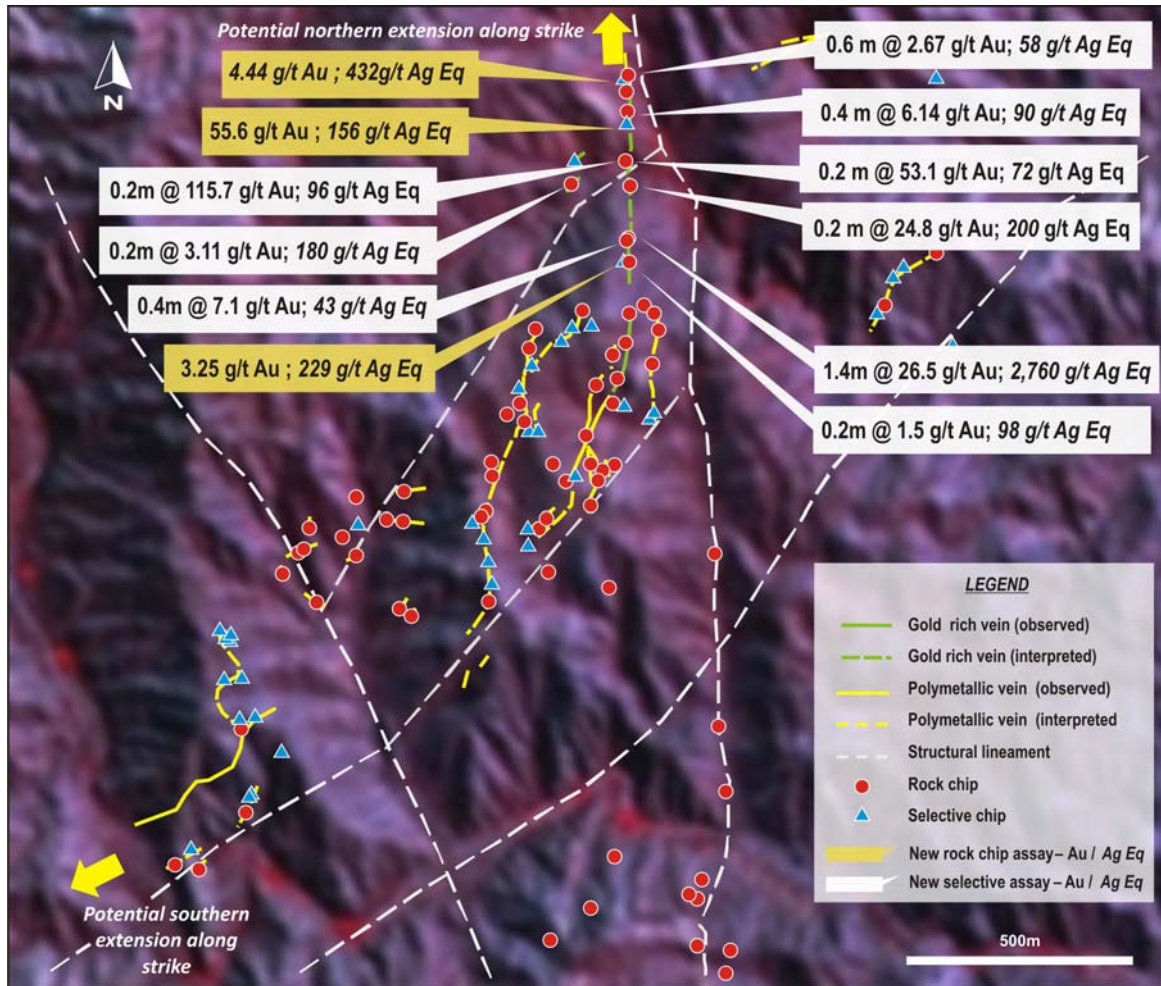 Potential northern extension along strike
N
4.44 g/t Au ; 432g/t Ag Eq
55.6 g/t Au ; 156 g/t Ag Eq
0.2m @ 115.7 g/t Au; 96 g/t Ag Eq
0.2m @ 3.11 g/t Au; 180 g/t Ag Eq
0.4m @ 7.1 g/t Au; 43 g/t Ag Eq
3.25 g/t Au ; 229 g/t Ag Eq
0.6 m @ 2.67 g/t Au; 58 g/t Ag Eq
0.4 m @ 6.14 g/t Au; 90 g/t Ag Eq
0.2 m @ 53.1 g/t Au; 72 g/t Ag Eq
0.2 m @ 24.8 g/t Au; 200 g/t Ag Eq
1.4m @ 26.5 g/t Au; 2,760 g/t Ag Eq
0.2m @ 1.5 g/t Au; 98 g/t Ag Eq
LEGEND
Gold rich vein (observed)
Gold rich vein (interpreted)
Polymetallic vein (observed)
Polymetallic vein (interpreted
Structural lineament
Rock chip
Selective chip
New rock chip assay – Au / Ag Eq
New selective assay – Au / Ag Eq
500m
Potential southern
extension along
strike